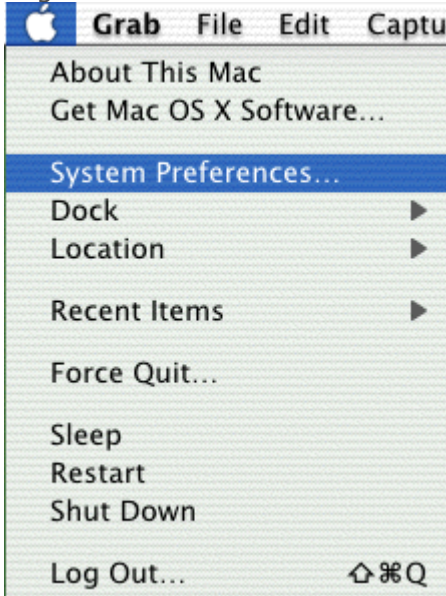 Grab File Edit Captu
About This Mac
Get Mac OS X Software...
System Preferences...
Dock
Location
Recent Items
Force Quit...
Sleep
Restart
Shut Down
Log Out... ⇧⌘Q